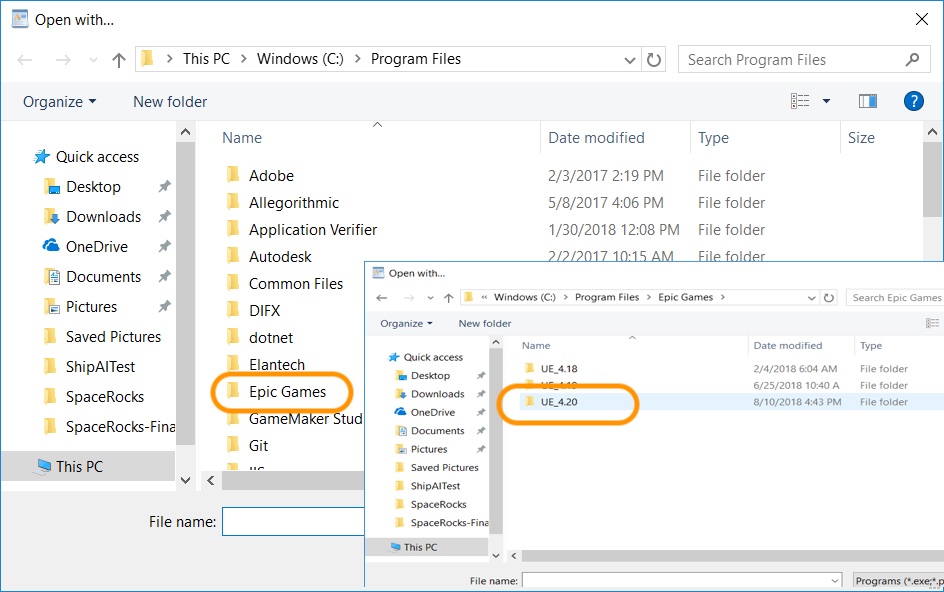 Open with...
This PC > Windows (C:) > Program Files
Search Program Files
Organize New folder
?
Name Date modified Type Size
Quick access
Desktop
Downloads
OneDrive
Documents
Pictures
Saved Pictures
ShipAITest
SpaceRocks
SpaceRocks-Fina
This PC
Adobe 2/3/2017 2:19 PM File folder
Allegorithmic 5/8/2017 4:06 PM File folder
Application Verifier 1/30/2018 12:08 PM File folder
Autodesk 2/2/2017 10:15 AM File folder
Common Files
DIFX
dotnet
Elantech
Epic Games
GameMaker Stud
Git
File name:
Open with...
« Windows (C:) > Program Files > Epic Games >
Search Epic Games
Organize New folder
Name Date modified Type
Quick access
Desktop
Downloads
OneDrive
Documents
Pictures
Saved Pictures
ShipAITest
SpaceRocks
SpaceRocks-Fina
This PC
UE_4.18 2/4/2018 6:04 AM File folder
UE_4.19 6/25/2018 10:40 A File folder
UE_4.20 8/10/2018 4:43 PM File folder
File name:
Programs (*.exe;*.p